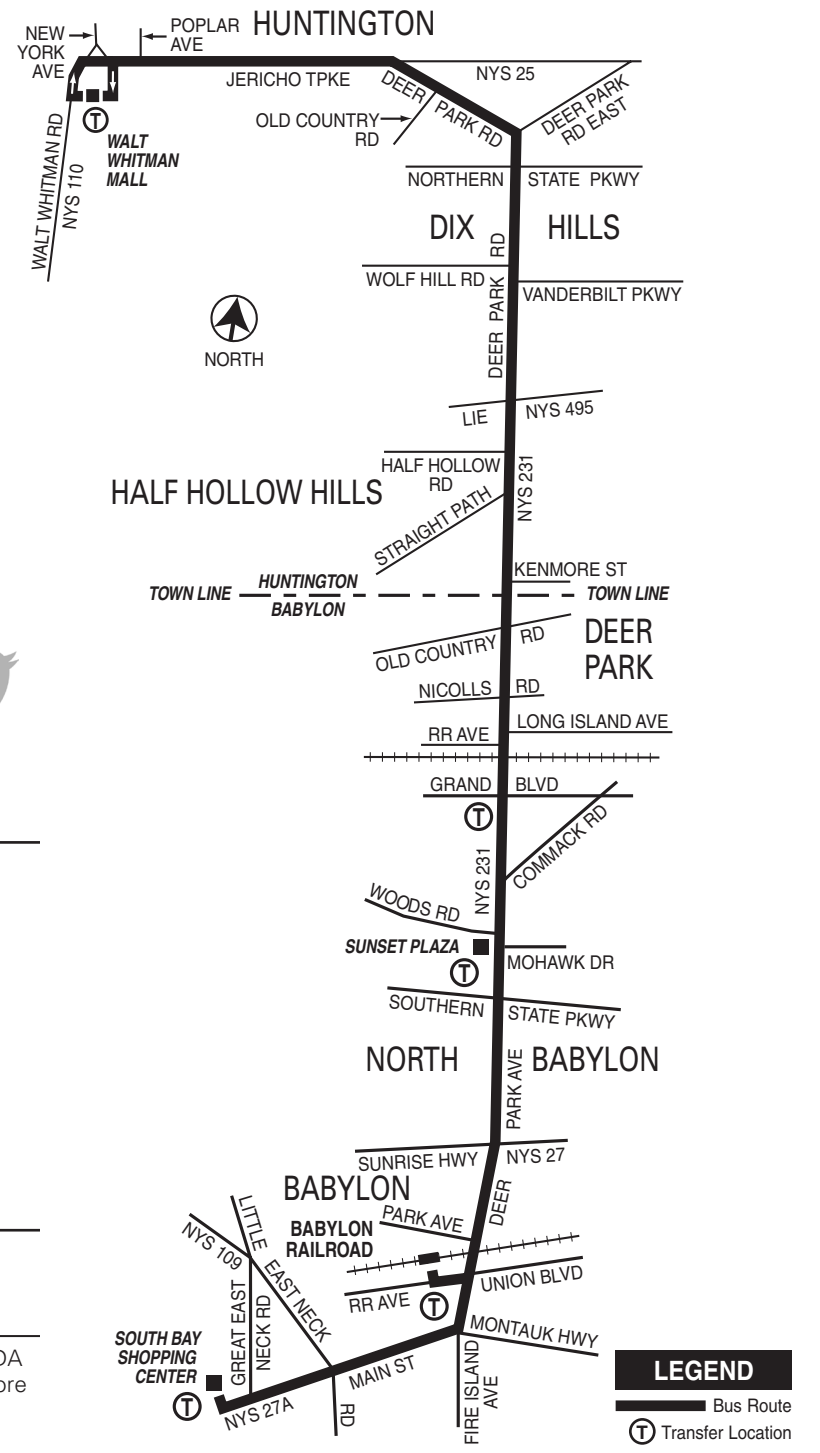 HUNTINGTON
NEW
YORK
AVE
POPLAR
AVE
JERICHO TPKE
NYS 25
DEER PARK RD
DEER PARK
RD EAST
OLD COUNTRY
RD
T
WALT
WHITMAN
MALL
WALT WHITMAN RD
NYS 110
NORTHERN STATE PKWY
DIX HILLS
WOLF HILL RD
DEER PARK RD
VANDERBILT PKWY
NORTH
LIE NYS 495
HALF HOLLOW
RD
NYS 231
HALF HOLLOW HILLS
STRAIGHT PATH
KENMORE ST
TOWN LINE
HUNTINGTON
BABYLON
TOWN LINE
OLD COUNTRY RD
DEER
PARK
NICOLLS RD
LONG ISLAND AVE
RR AVE
GRAND BLVD
T
COMMACK RD
NYS 231
WOODS RD
SUNSET PLAZA
T
MOHAWK DR
SOUTHERN STATE PKWY
NORTH BABYLON
PARK AVE
SUNRISE HWY NYS 27
BABYLON
DEER
PARK AVE
BABYLON
RAILROAD
LITTLE EAST NECK RD
NYS 109
GREAT EAST
NECK RD
RR AVE
T
UNION BLVD
MONTAUK HWY
SOUTH BAY
SHOPPING
CENTER
T
NYS 27A
MAIN ST
FIRE ISLAND
AVE
DA
ore
LEGEND
Bus Route
T Transfer Location